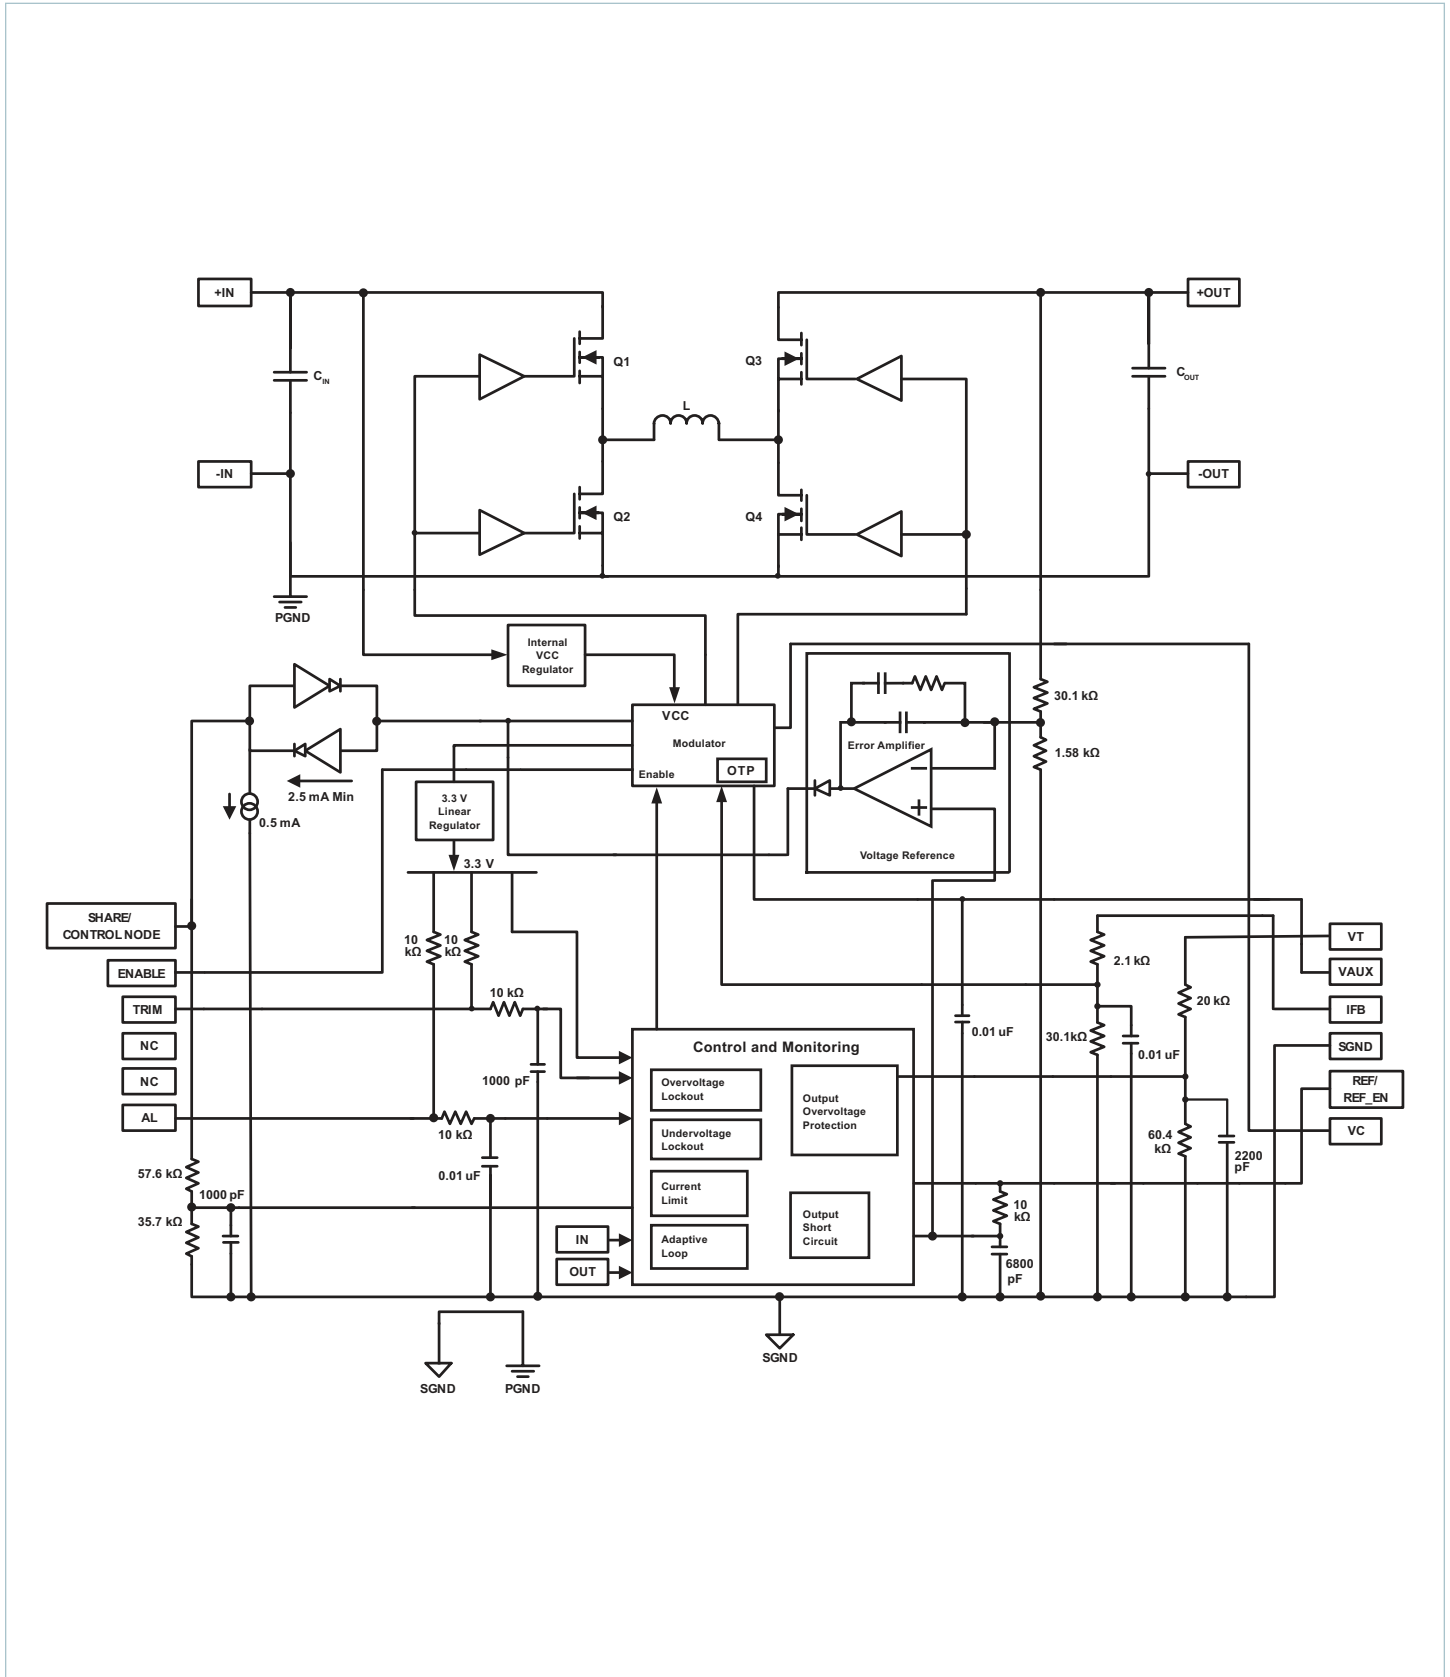 +IN
+OUT
Q1
Q3
C_IN
C_OUT
L
-IN
-OUT
Q2
Q4
PGND
Internal
VCC
Regulator
30.1 kΩ
VCC
Modulator
Error Amplifier
1.58 kΩ
Enable
OTP
2.5 mA Min
3.3 V
Linear
Regulator
0.5 mA
Voltage Reference
3.3 V
SHARE/
CONTROL NODE
VT
10
kΩ
10
kΩ
2.1 kΩ
ENABLE
VAUX
10 kΩ
20 kΩ
TRIM
IFB
0.01 uF
30.1kΩ
NC
Control and Monitoring
SGND
0.01 uF
1000 pF
NC
Overvoltage
Lockout
Output
Overvoltage
Protection
REF/
REF_EN
AL
10 kΩ
Undervoltage
Lockout
60.4
kΩ
VC
57.6 kΩ
0.01 uF
2200
pF
1000 pF
Current
Limit
35.7 kΩ
10
kΩ
Output
Short
Circuit
IN
Adaptive
Loop
OUT
6800
pF
SGND
SGND
PGND